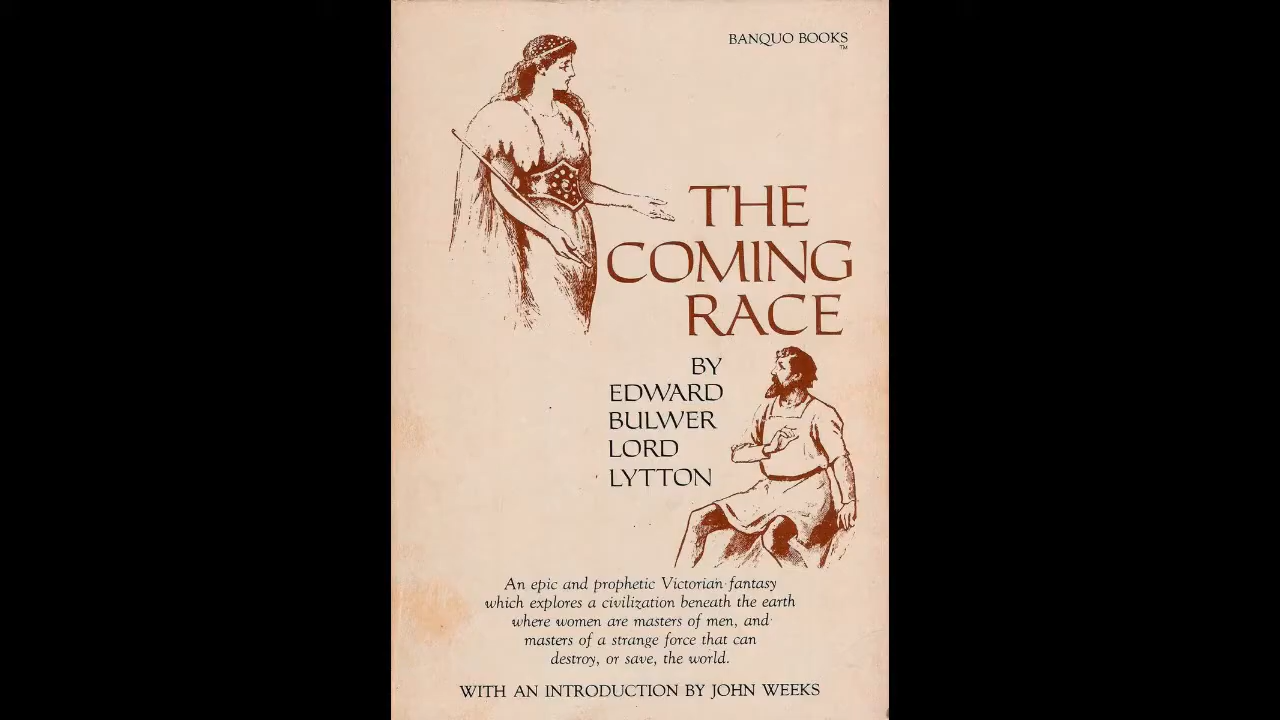 BANQUO BOOKS
TM
THE
COMING
RACE
BY
EDWARD
BULWER
LORD
LYTTON
An epic and prophetic Victorian fantasy
which explores a civilization beneath the earth
where women are masters of men, and
masters of a strange force that can
destroy, or save, the world.
WITH AN INTRODUCTION BY JOHN WEEKS